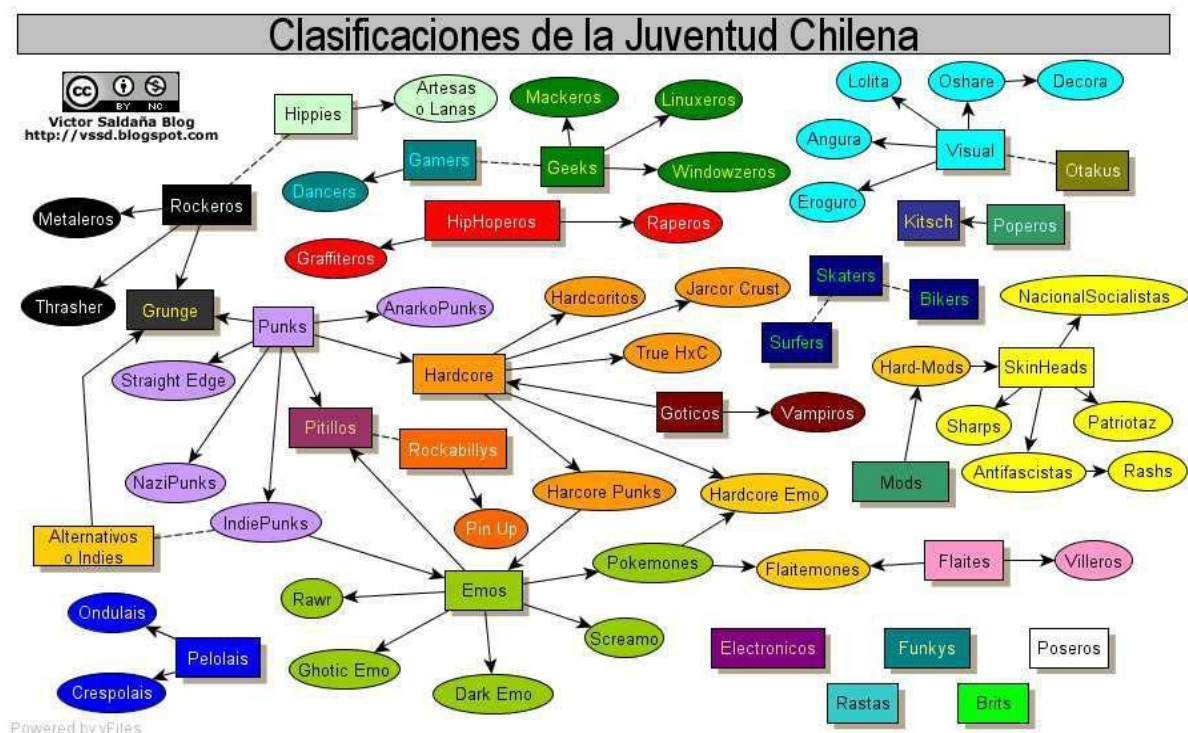 Clasificaciones de la Juventud Chilena
cc
BY NC
Victor Saldaña Blog
http://vssd.blogspot.com
Hippies
Artesas
o Lanas
Mackeros
Linuxeros
Gamers
Geeks
Dancers
Windowzeros
Lolita
Oshare
Decora
Angura
Visual
Otakus
Eroguro
Kitsch
Poperos
Rockeros
Metaleros
Thrasher
Grunge
HipHoperos
Raperos
Graffiteros
Skaters
Bikers
Surfers
NacionalSocialistas
Hard-Mods
SkinHeads
Sharps
Patriotaz
Mods
Antifascistas
Rashs
Punks
AnarkoPunks
Straight Edge
Hardcoritos
Jarcor Crust
Hardcore
True HxC
Goticos
Vampiros
Pitillos
Rockabillys
NaziPunks
Pin Up
Harcore Punks
Hardcore Emo
IndiePunks
Alternativos
o Indies
Emos
Pokemones
Flaitemones
Flaites
Villeros
Rawr
Ghotic Emo
Dark Emo
Screamo
Ondulais
Pelolais
Crespolais
Electronicos
Funkys
Poseros
Rastas
Brits
Powered by yFiles